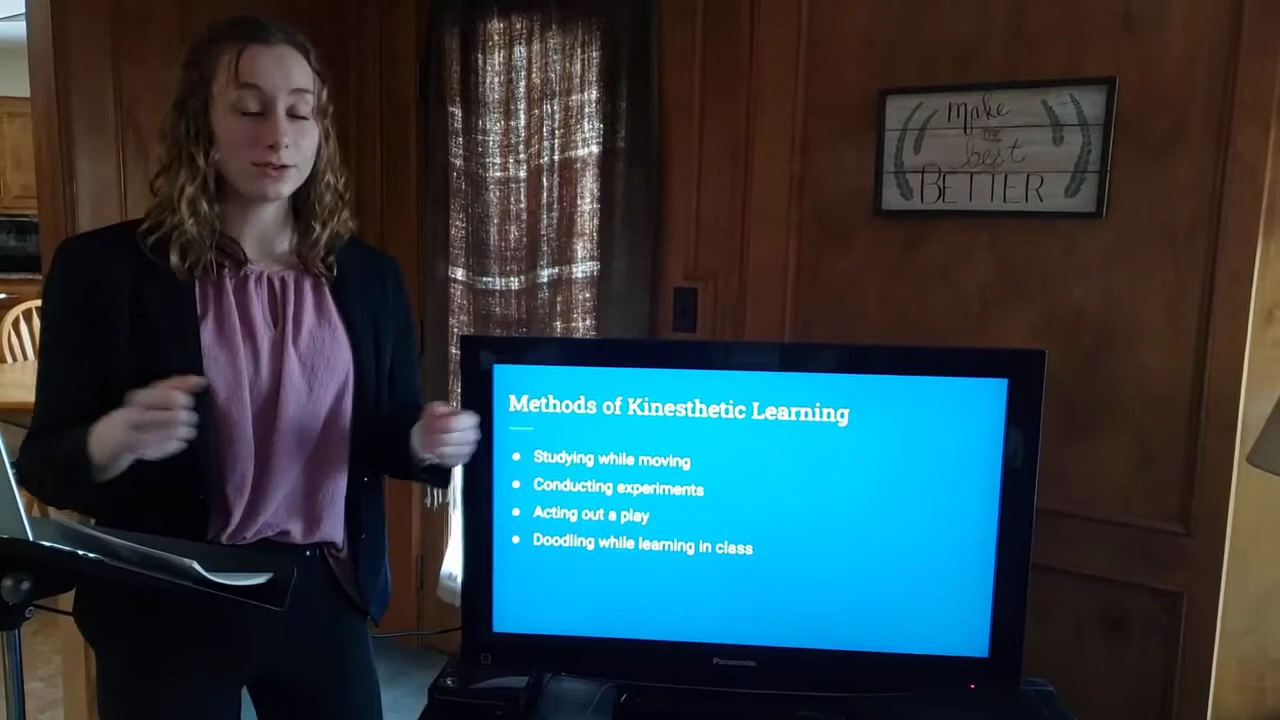 make
THE
best
BETTER
Methods of Kinesthetic Learning
Studying while moving
Conducting experiments
Acting out a play
Doodling while learning in class
Panasonic